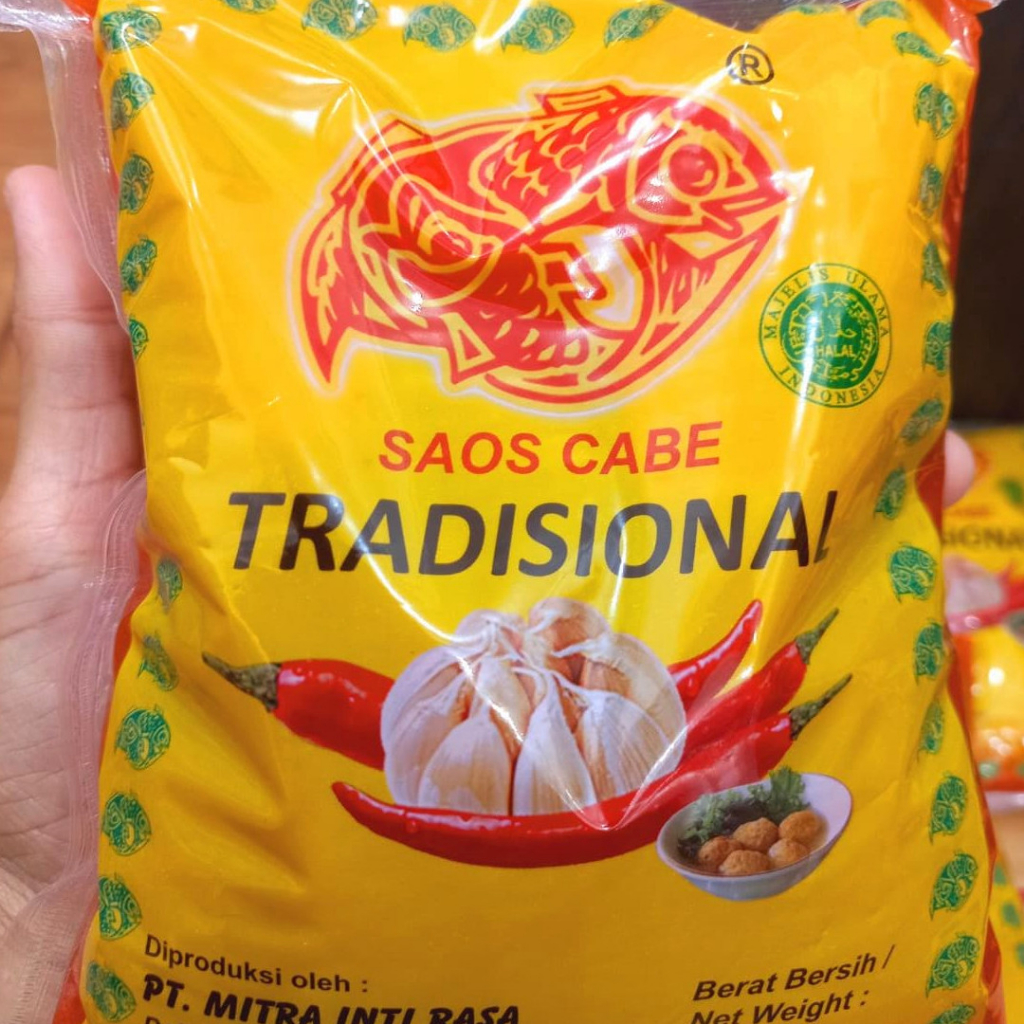 ®
MAJELIS ULAMA
HALAL
INDONESIA
SAOS CABE
TRADISIONAL
Diproduksi oleh :
PT. MITRA INTI RASA
Berat Bersih /
Net Weight :